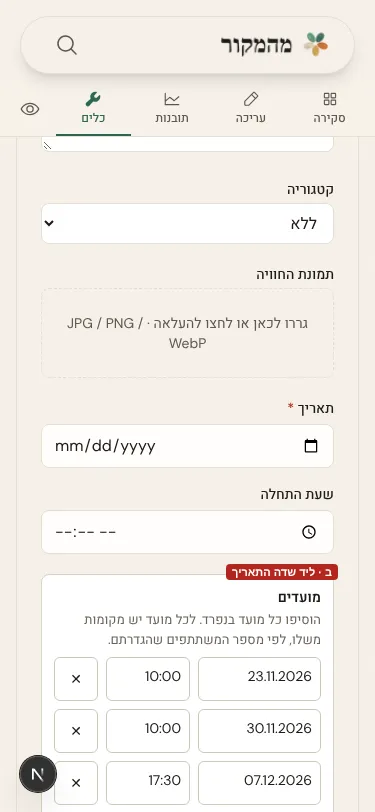 מהמקור
סקירה
עריכה
תובנות
כלים
קטגוריה
ללא
תמונת החוויה
גררו לכאן או לחצו להעלאה · JPG / PNG /
WebP
תאריך *
mm/dd/yyyy
שעת התחלה
--:-- --
ב · ליד שדה התאריך
מועדים
הוסיפו כל מועד בנפרד. לכל מועד יש מקומות
משלו, לפי מספר המשתתפים שהגדרתם.
23.11.2026 10:00 ×
30.11.2026 10:00 ×
07.12.2026 17:30 ×
N